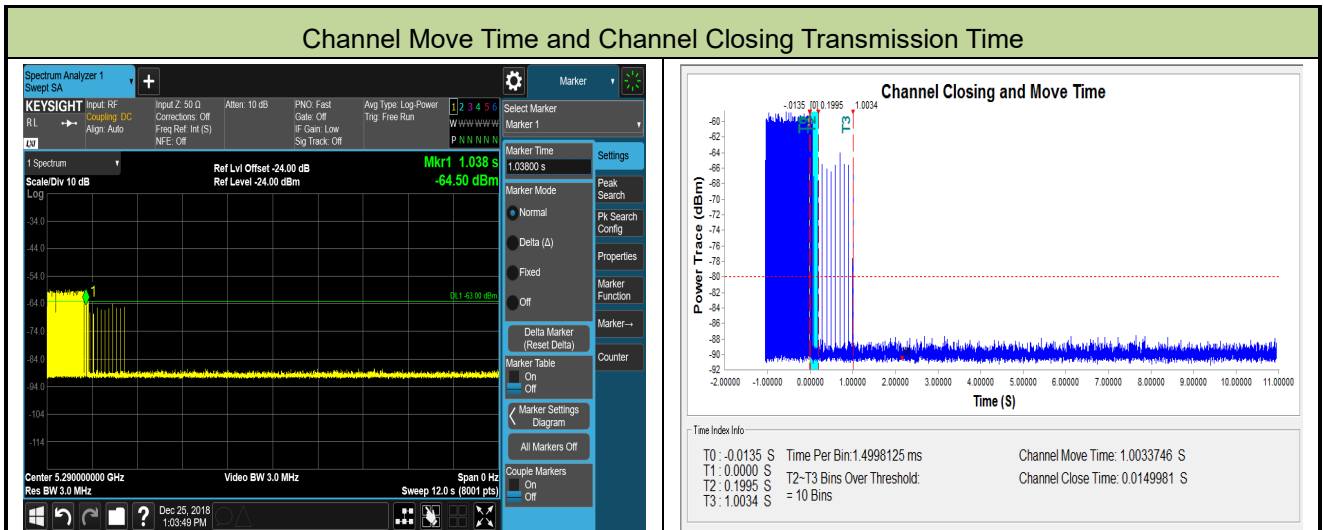 Channel Move Time and Channel Closing Transmission Time
Spectrum Analyzer 1
Swept SA
+
Marker
KEYSIGHT
RL
LXI
Input: RF
Coupling: DC
Align: Auto
Input Z: 50 Ω
Corrections: Off
Freq Ref: Int (S)
NFE: Off
Atten: 10 dB
PNO: Fast
Gate: Off
IF Gain: Low
Sig Track: Off
Avg Type: Log-Power
Trig: Free Run
1 2 3 4 5 6
W W W W W W
P N N N N N
Select Marker
Marker 1
1 Spectrum
Scale/Div 10 dB
Log
Ref Lvl Offset -24.00 dB
Ref Level -24.00 dBm
Mkr1 1.038 s
-64.50 dBm
-34.0
-44.0
-54.0
-64.0
-74.0
-84.0
-94.0
-104
-114
1
DL1 -63.00 dBm
Center 5.290000000 GHz
Res BW 3.0 MHz
Video BW 3.0 MHz
Span 0 Hz
Sweep 12.0 s (8001 pts)
Marker Time
1.03800 s
Marker Mode
Normal
Delta (Δ)
Fixed
Off
Delta Marker
(Reset Delta)
Marker Table
On
Off
Marker Settings
Diagram
All Markers Off
Couple Markers
On
Off
Settings
Peak
Search
Pk Search
Config
Properties
Marker
Function
Marker→
Counter
?
Dec 25, 2018
1:03:49 PM
Channel Closing and Move Time
-.0135 [0] 0.1995 1.0034
T3
Power Trace (dBm)
-60
-62
-64
-66
-68
-70
-72
-74
-76
-78
-80
-82
-84
-86
-88
-90
-92
-2.00000 -1.00000 0.00000 1.00000 2.00000 3.00000 4.00000 5.00000 6.00000 7.00000 8.00000 9.00000 10.00000 11.00000
Time (S)
Time Index Info
T0 : -0.0135 S
T1 : 0.0000 S
T2 : 0.1995 S
T3 : 1.0034 S
Time Per Bin:1.4998125 ms
T2~T3 Bins Over Threshold:
= 10 Bins
Channel Move Time: 1.0033746 S
Channel Close Time: 0.0149981 S